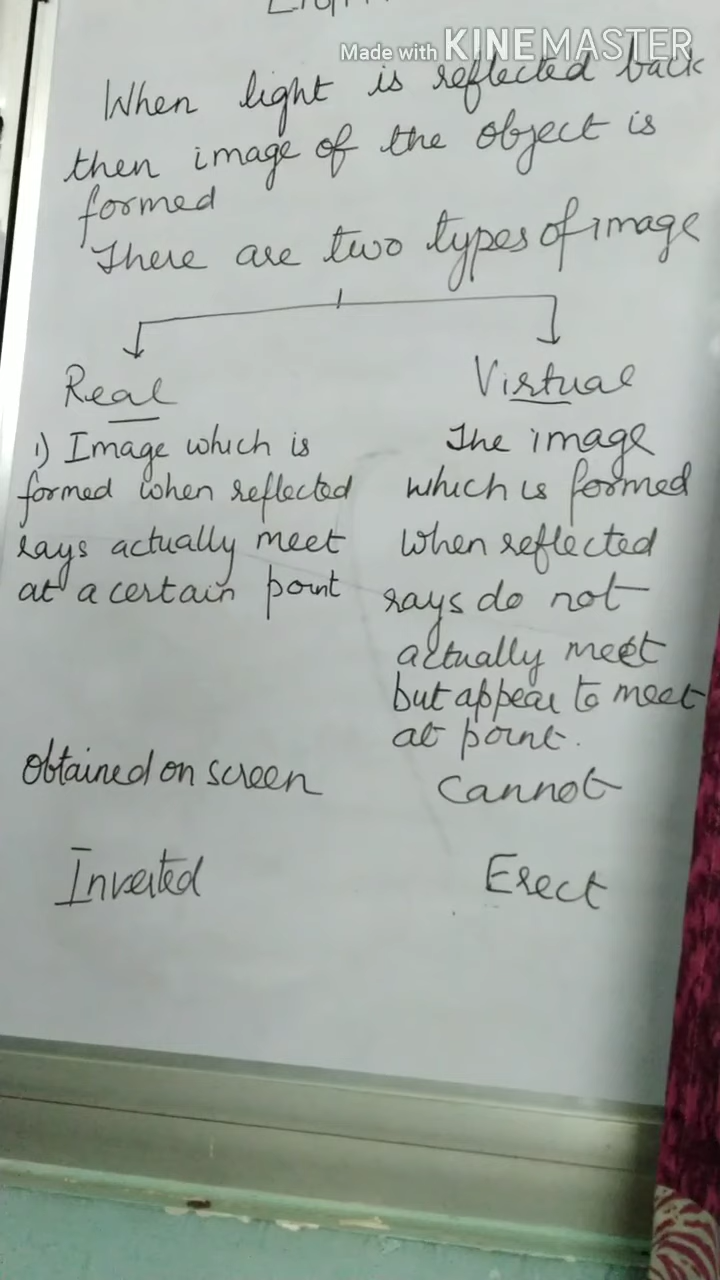 Made with KINEMASTER
When light is reflected back
then image of the object is
formed
There are two types of image
Real
Virtual
1) Image which is
formed when reflected
rays actually meet
at a certain point
The image
which is formed
when reflected
rays do not
actually meet
but appear to meet
at point.
Obtained on screen
Cannot
Inverted
Erect